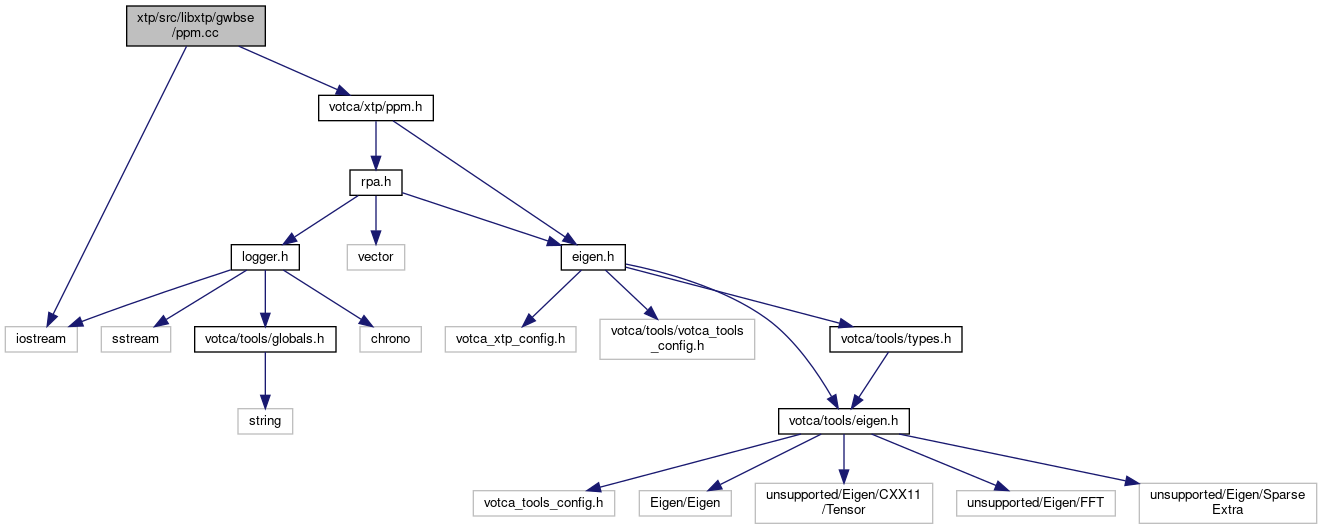 xtp/src/libxtp/gwbse
/ppm.cc
votca/xtp/ppm.h
rpa.h
logger.h
vector
eigen.h
iostream
sstream
votca/tools/globals.h
chrono
votca_xtp_config.h
votca/tools/votca_tools
_config.h
votca/tools/types.h
string
votca/tools/eigen.h
votca_tools_config.h
Eigen/Eigen
unsupported/Eigen/CXX11
/Tensor
unsupported/Eigen/FFT
unsupported/Eigen/Sparse
Extra